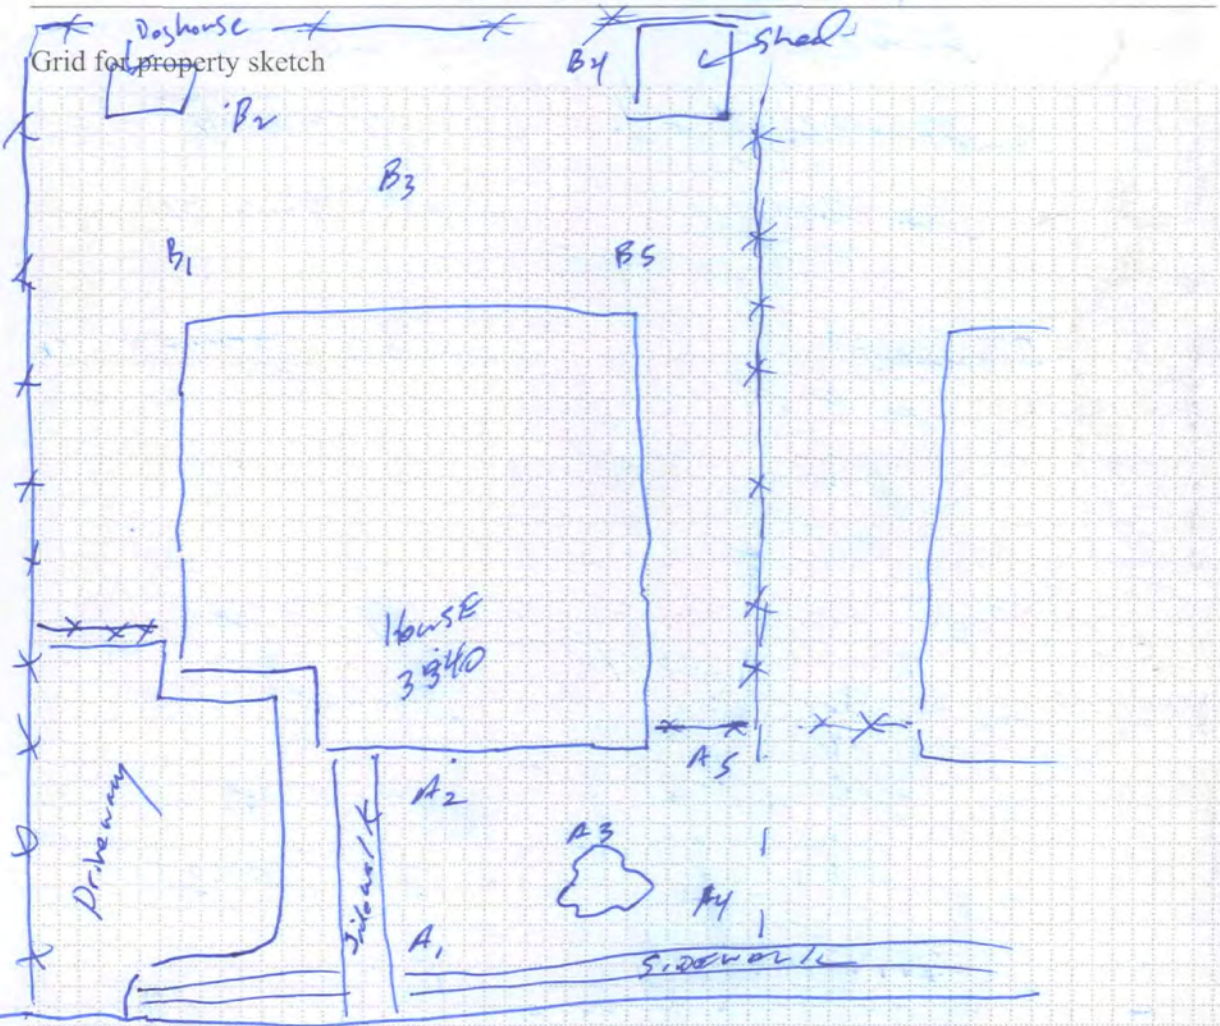 Doghouse
Shed
Grid for property sketch
B4
B2
B3
B1
B5
House
3540
A5
A2
Driveway
A3
Sidewalk
A4
A1
Sidewalk